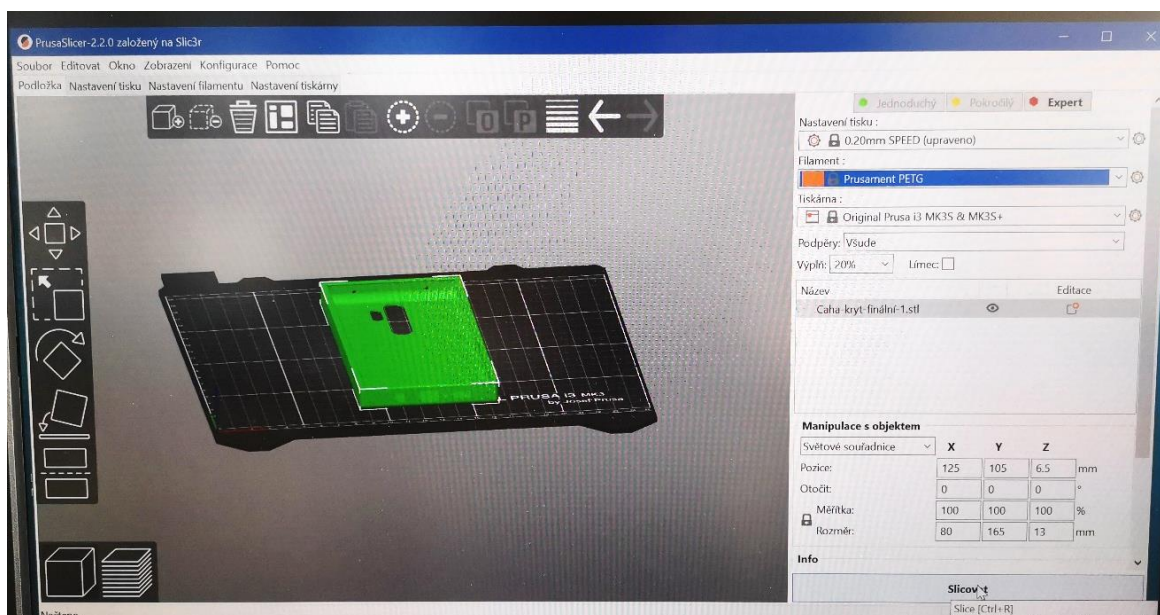 PrusaSlicer-2.2.0 založený na Slic3r
Soubor Editovat Okno Zobrazení Konfigurace Pomoc
Podložka Nastavení tisku Nastavení filamentu Nastavení tiskárny
Jednoduchý Pokročilý Expert
Nastavení tisku :
0.20mm SPEED (upraveno)
Filament :
Prusament PETG
Tiskárna :
Original Prusa i3 MK3S & MK3S+
Podpěry: Všude
Výplň: 20% Límec:
Název Editace
Caha-kryt-finální-1.stl
PRUSA i3 MK3
by Josef Prusa
Manipulace s objektem
Světové souřadnice X Y Z
Pozice: 125 105 6.5 mm
Otočit: 0 0 0 °
Měřítka: 100 100 100 %
Rozměr: 80 165 13 mm
Info
Slicovat
Slice [Ctrl+R]